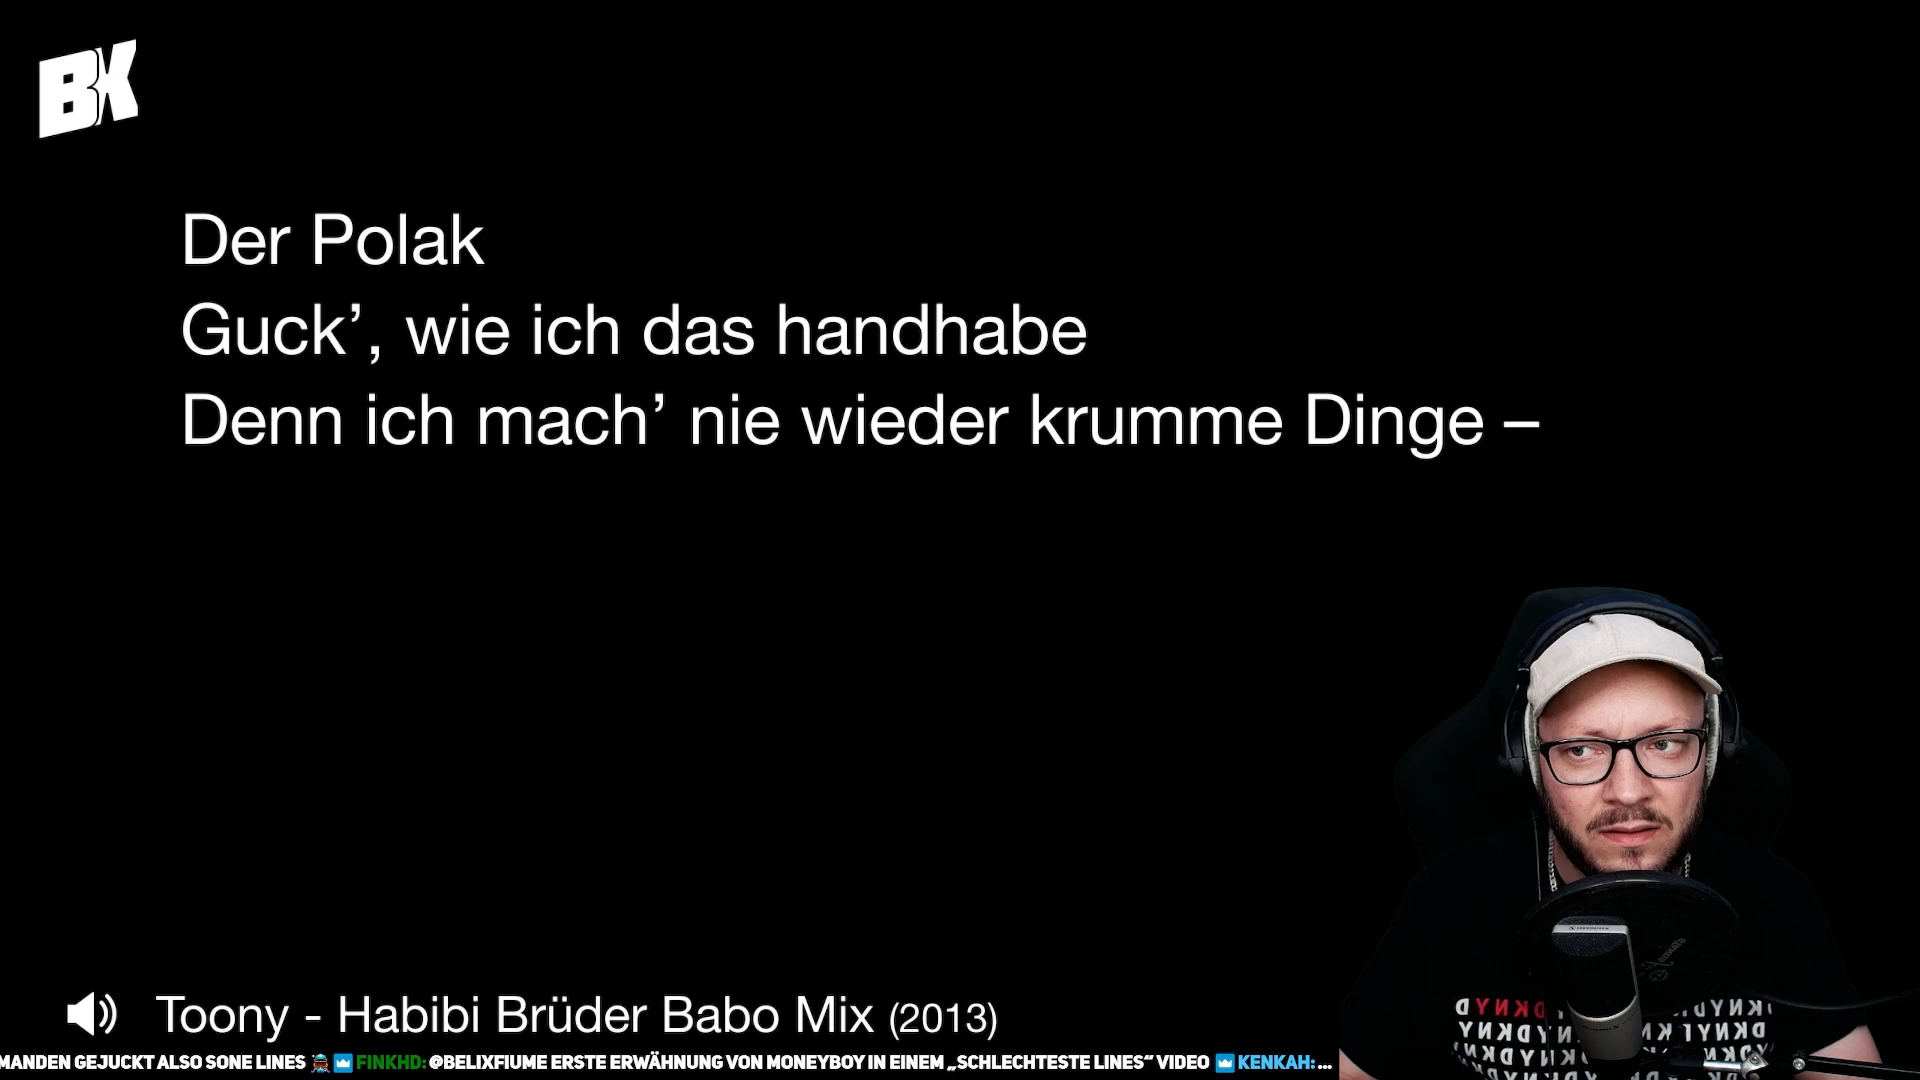 BK
Der Polak
Guck’, wie ich das handhabe
Denn ich mach’ nie wieder krumme Dinge –
Toony - Habibi Brüder Babo Mix (2013)
MANDEN GEJUCKT ALSO SONE LINES FINKHD: @BELIXFIUME ERSTE ERWÄHNUNG VON MONEYBOY IN EINEM „SCHLECHTESTE LINES“ VIDEO KENKAH: ...